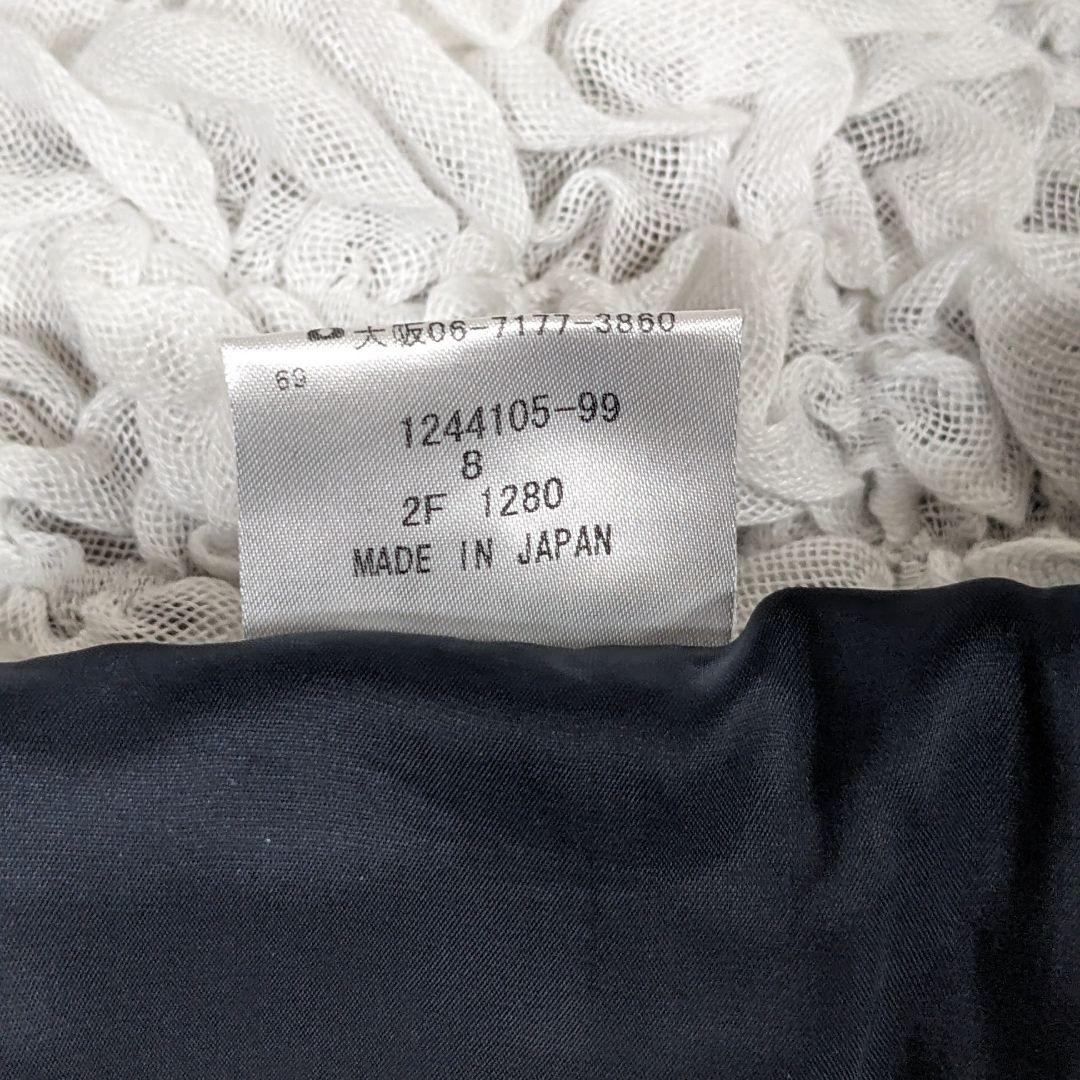 大阪06-7177-3860
69
1244105-99
8
2F 1280
MADE IN JAPAN